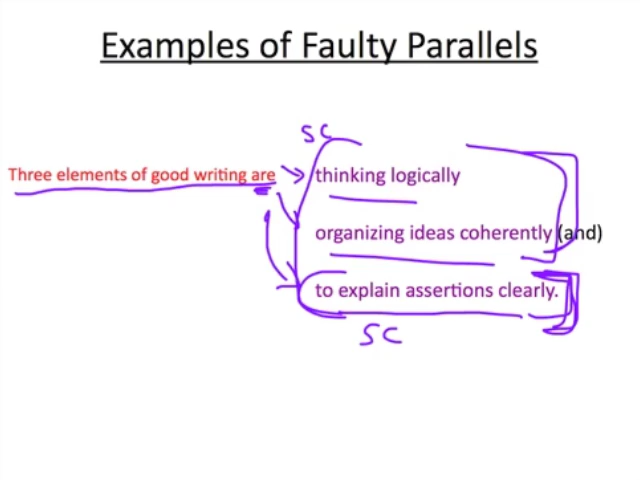 Examples of Faulty Parallels
SC
Three elements of good writing are thinking logically
organizing ideas coherently (and)
to explain assertions clearly.
SC